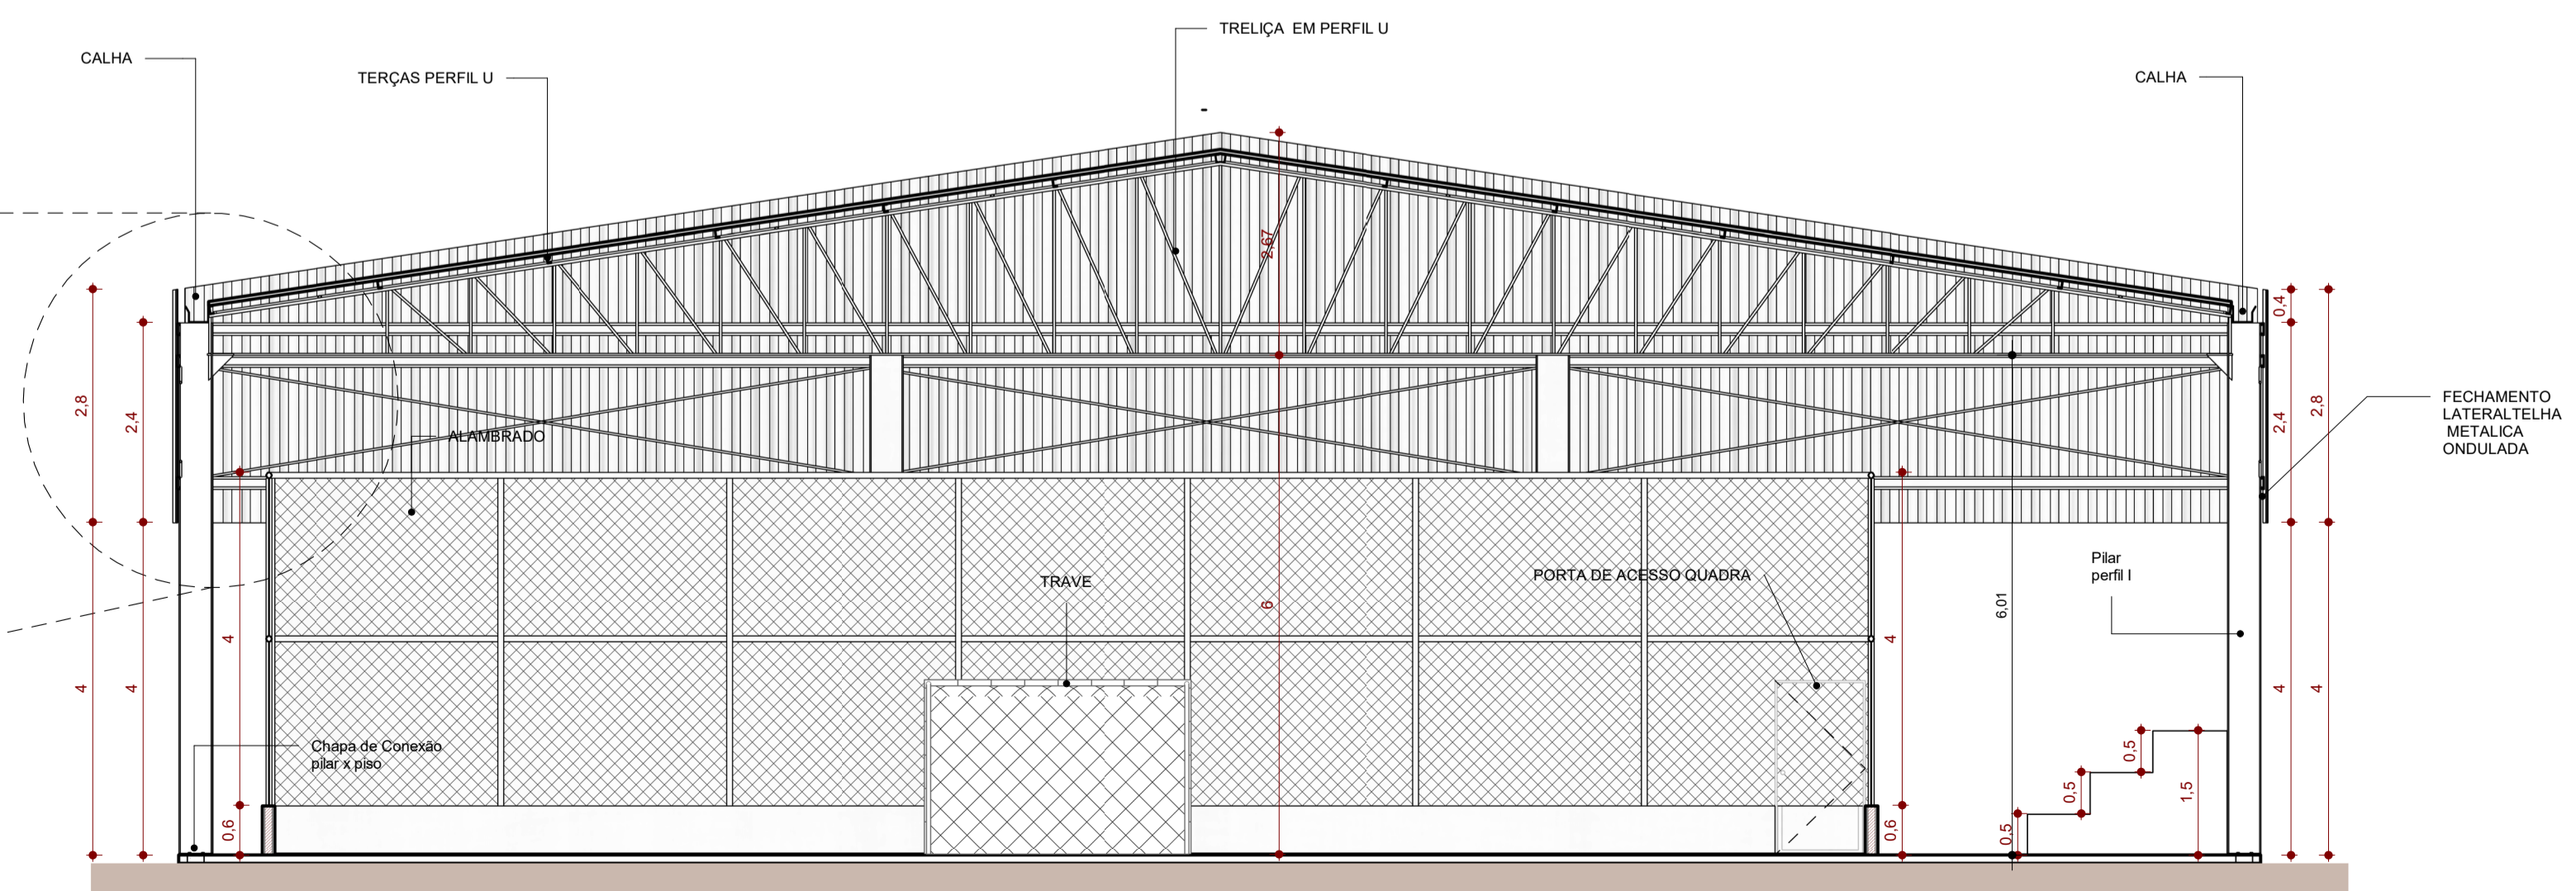 TRELIÇA EM PERFIL U
CALHA
TERÇAS PERFIL U
CALHA
-
2,67
0,4
2,8
2,4
2,4
2,8
FECHAMENTO
LATERALTELHA
METALICA
ONDULADA
ALAMBRADO
TRAVE
PORTA DE ACESSO QUADRA
Pilar
perfil I
6
6,01
4
4
4
4
4
4
Chapa de Conexão
pilar x piso
0,5
0,5
0,5
1,5
0,6
0,6